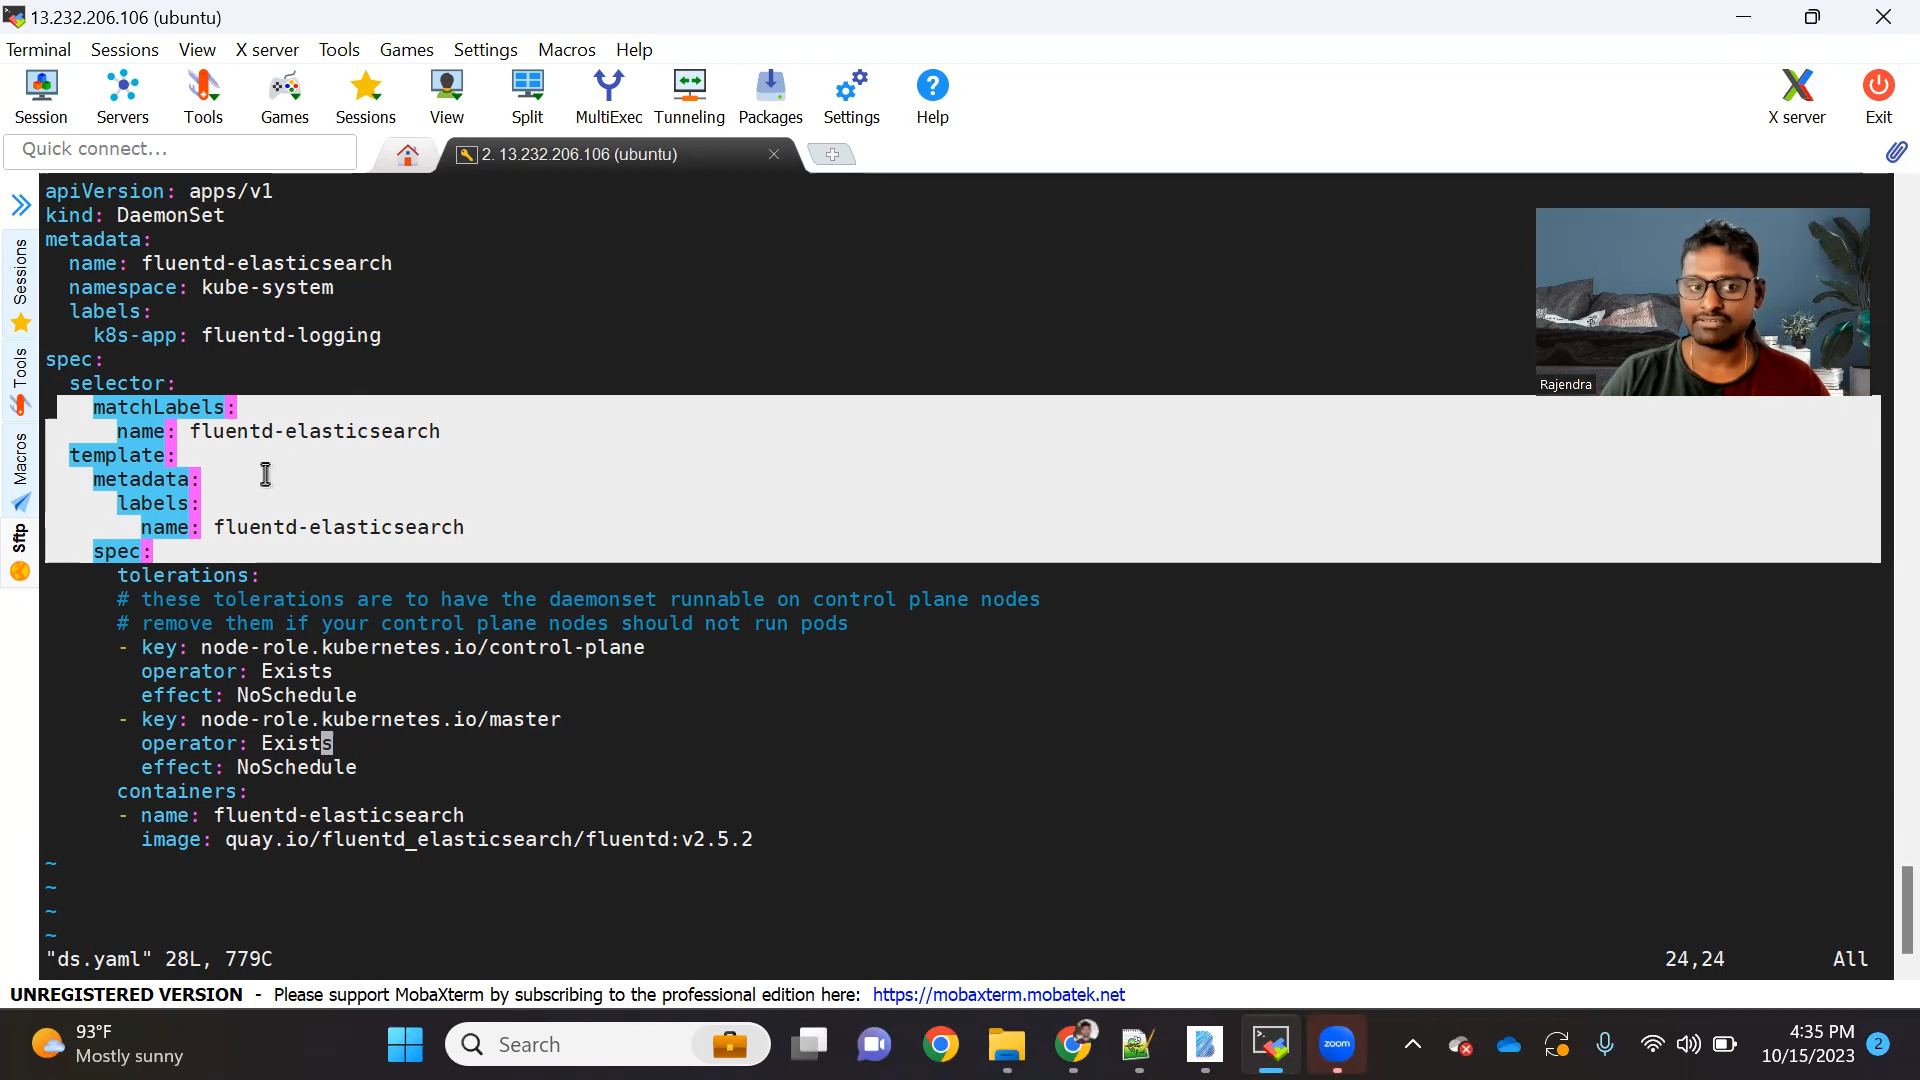 13.232.206.106 (ubuntu)
Terminal Sessions View X server Tools Games Settings Macros Help
Session Servers Tools Games Sessions View Split MultiExec Tunneling Packages Settings Help X server Exit
Quick connect...
2. 13.232.206.106 (ubuntu)
Sessions
Tools
Macros
Sftp
apiVersion: apps/v1
kind: DaemonSet
metadata:
  name: fluentd-elasticsearch
  namespace: kube-system
  labels:
    k8s-app: fluentd-logging
spec:
  selector:
    matchLabels:
      name: fluentd-elasticsearch
  template:
    metadata:
      labels:
        name: fluentd-elasticsearch
    spec:
      tolerations:
      # these tolerations are to have the daemonset runnable on control plane nodes
      # remove them if your control plane nodes should not run pods
      - key: node-role.kubernetes.io/control-plane
        operator: Exists
        effect: NoSchedule
      - key: node-role.kubernetes.io/master
        operator: Exists
        effect: NoSchedule
      containers:
      - name: fluentd-elasticsearch
        image: quay.io/fluentd_elasticsearch/fluentd:v2.5.2
~
~
~
~
"ds.yaml" 28L, 779C 24,24 All
Rajendra
UNREGISTERED VERSION - Please support MobaXterm by subscribing to the professional edition here: https://mobaxterm.mobatek.net
93°F
Mostly sunny
Search
zoom
4:35 PM
10/15/2023
2